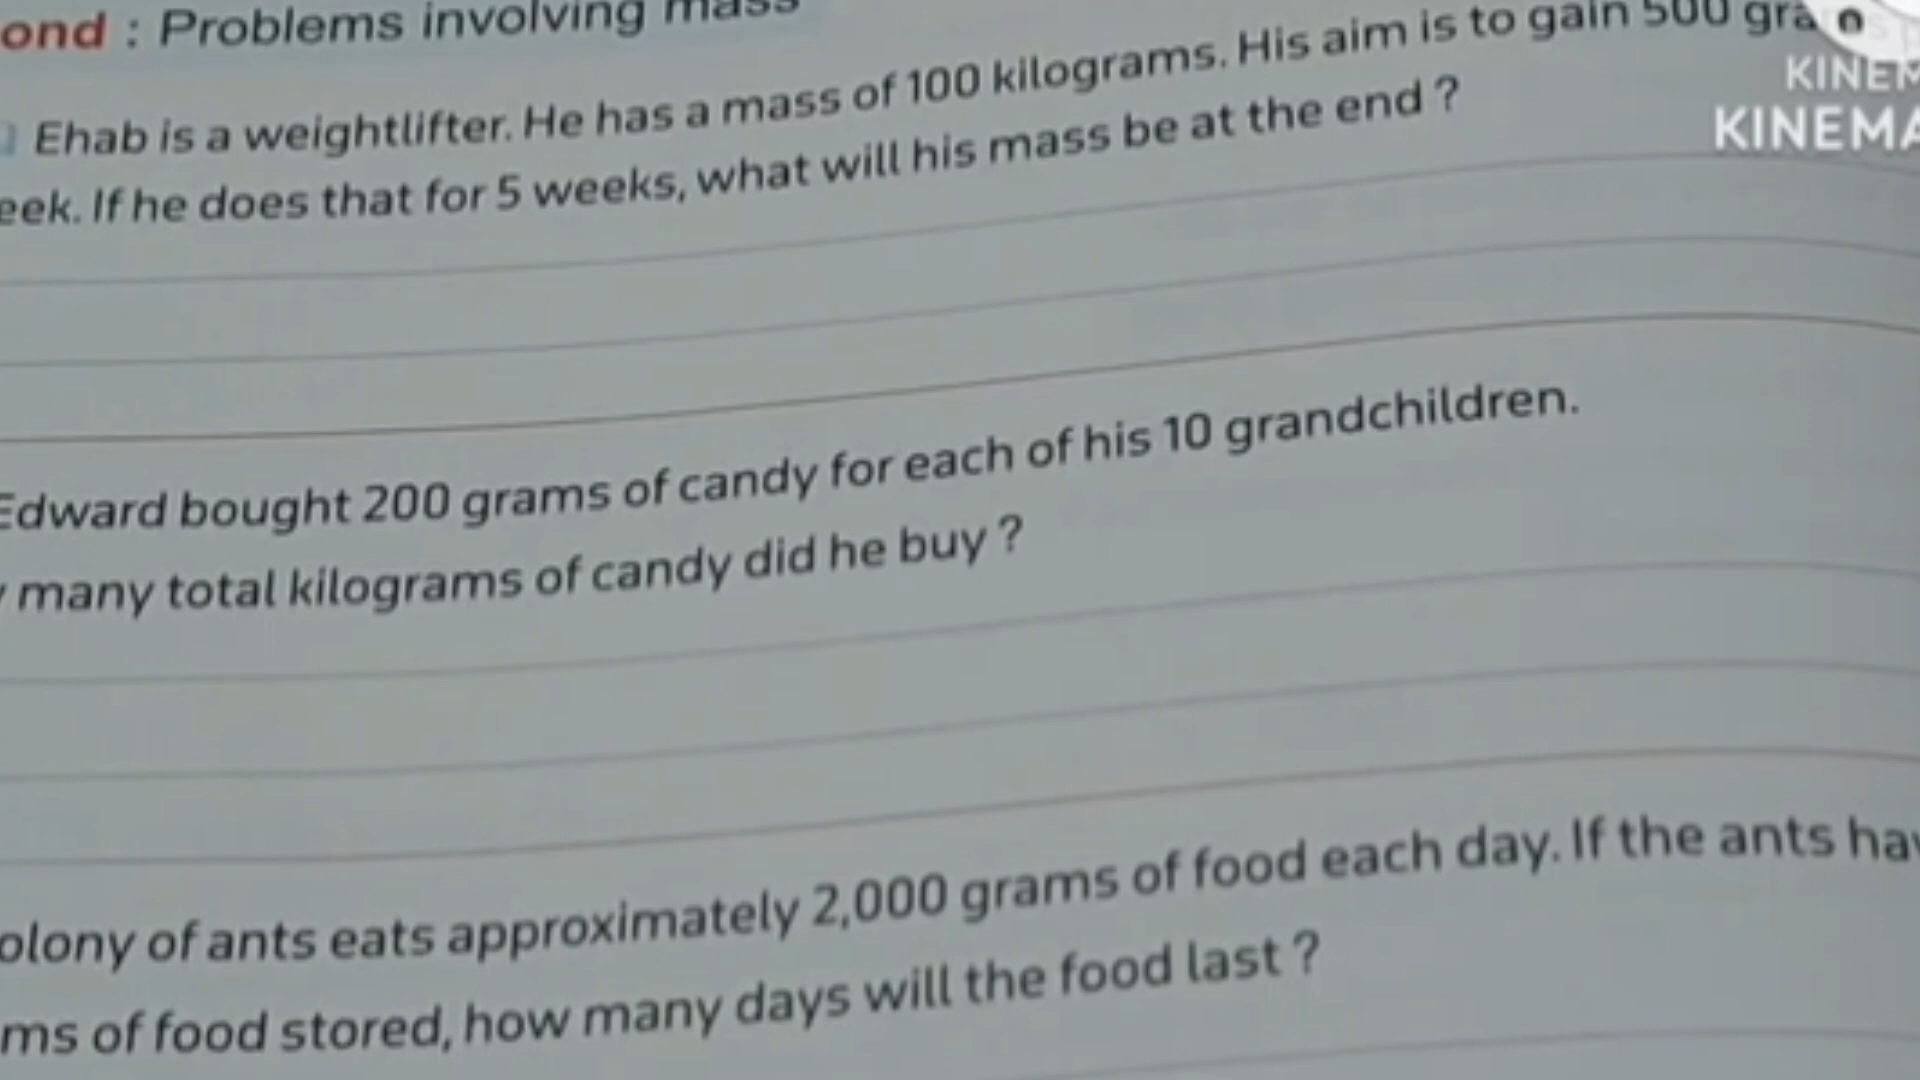 ond : Problems involving mass
Ehab is a weightlifter. He has a mass of 100 kilograms. His aim is to gain 500
eek. If he does that for 5 weeks, what will his mass be at the end ?
Edward bought 200 grams of candy for each of his 10 grandchildren.
many total kilograms of candy did he buy ?
olony of ants eats approximately 2,000 grams of food each day. If the ants hav
ms of food stored, how many days will the food last ?
KINEM
KINEMA